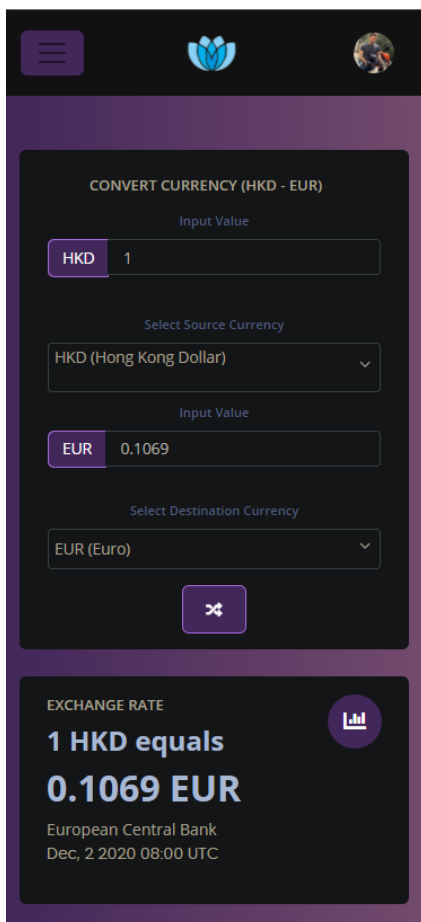 CONVERT CURRENCY (HKD - EUR)
Input Value
HKD 1
Select Source Currency
HKD (Hong Kong Dollar)
Input Value
EUR 0.1069
Select Destination Currency
EUR (Euro)
EXCHANGE RATE
1 HKD equals
0.1069 EUR
European Central Bank
Dec, 2 2020 08:00 UTC